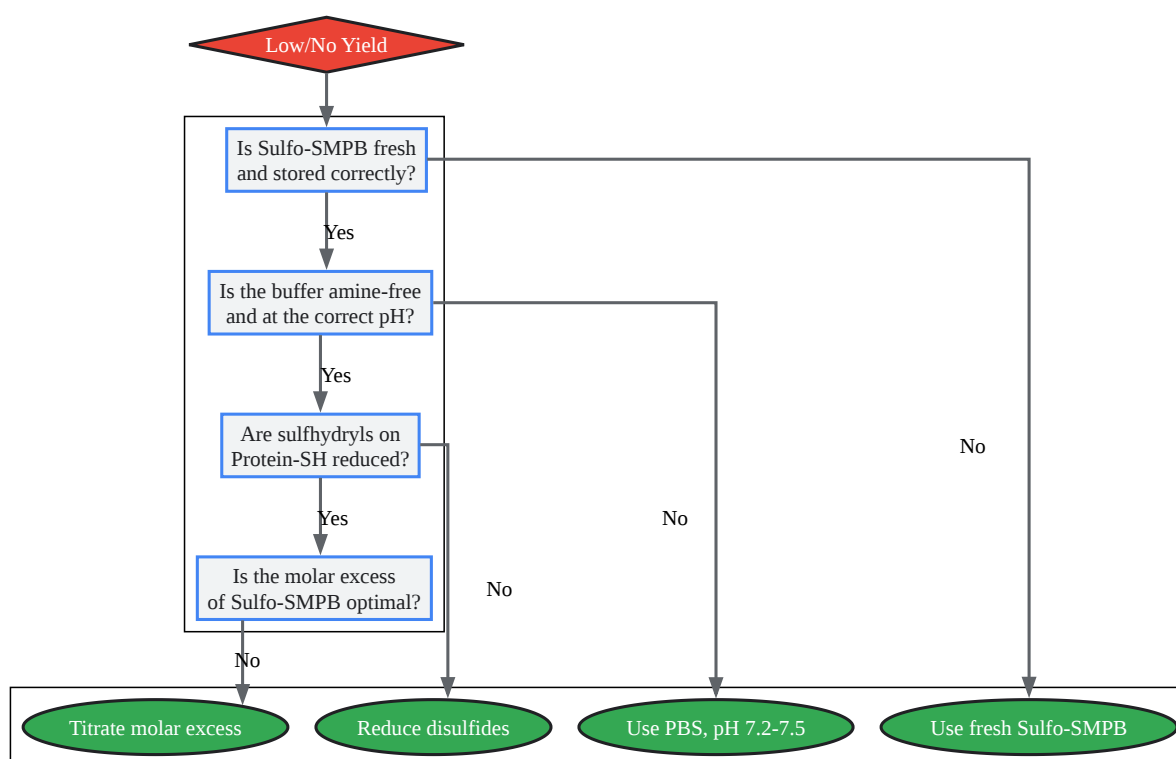 Low/No Yield
Is Sulfo-SMPB fresh
and stored correctly?
Yes
Is the buffer amine-free
and at the correct pH?
Yes
Are sulfhydryls on
Protein-SH reduced?
No
Yes
No
Is the molar excess
of Sulfo-SMPB optimal?
No
No
Titrate molar excess
Reduce disulfides
Use PBS, pH 7.2-7.5
Use fresh Sulfo-SMPB